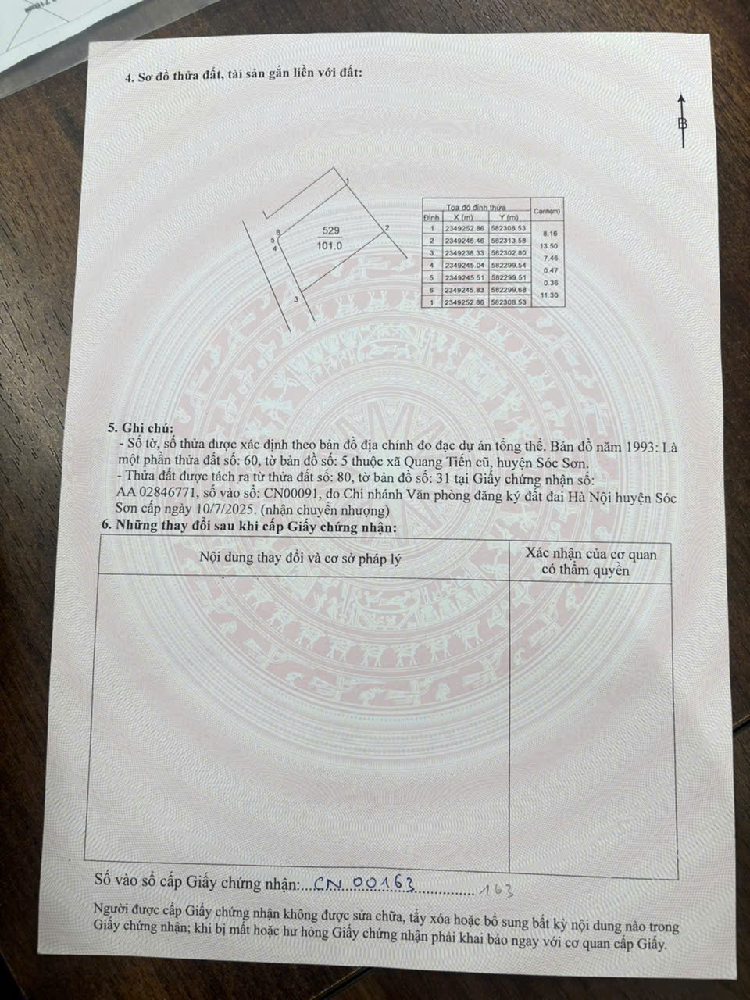 4. Sơ đồ thửa đất, tài sản gắn liền với đất:
B
1
2
3
4
5
6
529
101.0
Tọa độ đỉnh thửa Cạnh(m)
Đỉnh X (m) Y (m)
1 2349252.86 582308.53
8.16
2 2349246.46 582313.58
13.50
3 2349238.33 582302.80
7.46
4 2349245.04 582299.54
0.47
5 2349245.51 582299.51
0.36
6 2349245.83 582299.68
11.30
1 2349252.86 582308.53
5. Ghi chú:
- Số tờ, số thửa được xác định theo bản đồ địa chính đo đạc dự án tổng thể. Bản đồ năm 1993: Là
một phần thửa đất số: 60, tờ bản đồ số: 5 thuộc xã Quang Tiến cũ, huyện Sóc Sơn.
- Thửa đất được tách ra từ thửa đất số: 80, tờ bản đồ số: 31 tại Giấy chứng nhận số:
AA 02846771, số vào sổ: CN00091, do Chi nhánh Văn phòng đăng ký đất đai Hà Nội huyện Sóc
Sơn cấp ngày 10/7/2025. (nhận chuyển nhượng)
6. Những thay đổi sau khi cấp Giấy chứng nhận:
Nội dung thay đổi và cơ sở pháp lý
Xác nhận của cơ quan
có thẩm quyền
Số vào sổ cấp Giấy chứng nhận:...CN 00163............163
Người được cấp Giấy chứng nhận không được sửa chữa, tẩy xóa hoặc bổ sung bất kỳ nội dung nào trong
Giấy chứng nhận; khi bị mất hoặc hư hỏng Giấy chứng nhận phải khai báo ngay với cơ quan cấp Giấy.